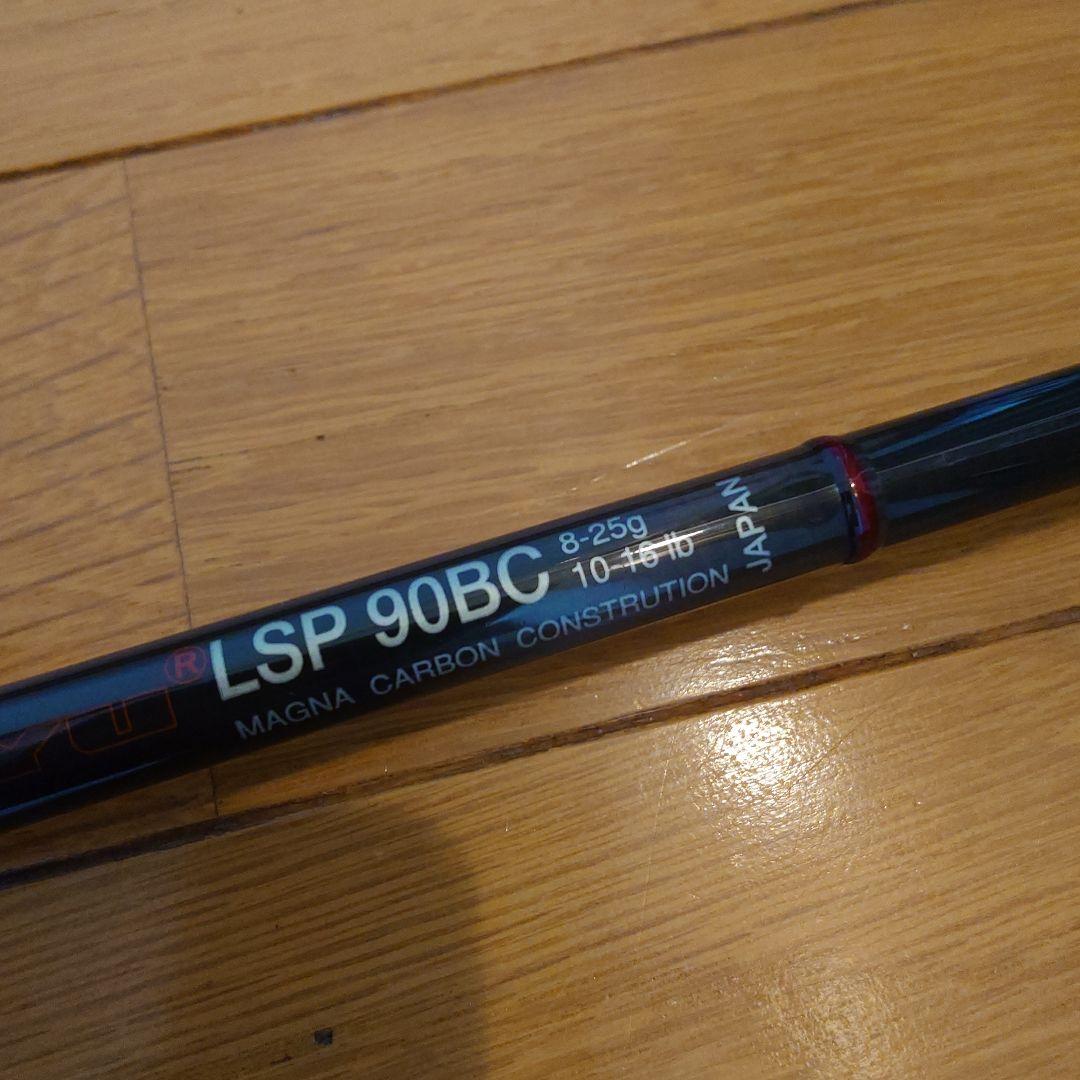 ® LSP 90BC
8-25g
10-16 lb
MAGNA CARBON CONSTRUTION
JAPAN